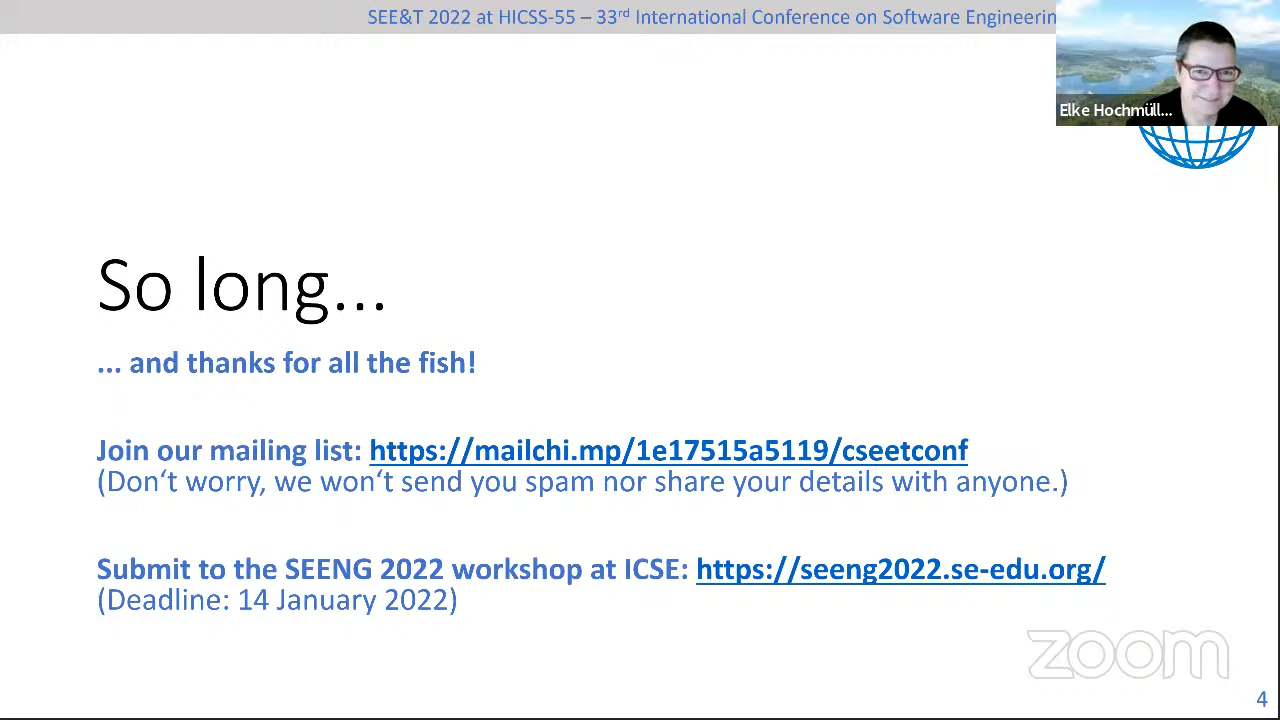 SEE&T 2022 at HICSS-55 – 33rd International Conference on Software Engineerin
Elke Hochmüll...
So long...
... and thanks for all the fish!
Join our mailing list: https://mailchi.mp/1e17515a5119/cseetconf
(Don‘t worry, we won‘t send you spam nor share your details with anyone.)
Submit to the SEENG 2022 workshop at ICSE: https://seeng2022.se-edu.org/
(Deadline: 14 January 2022)
zoom
4